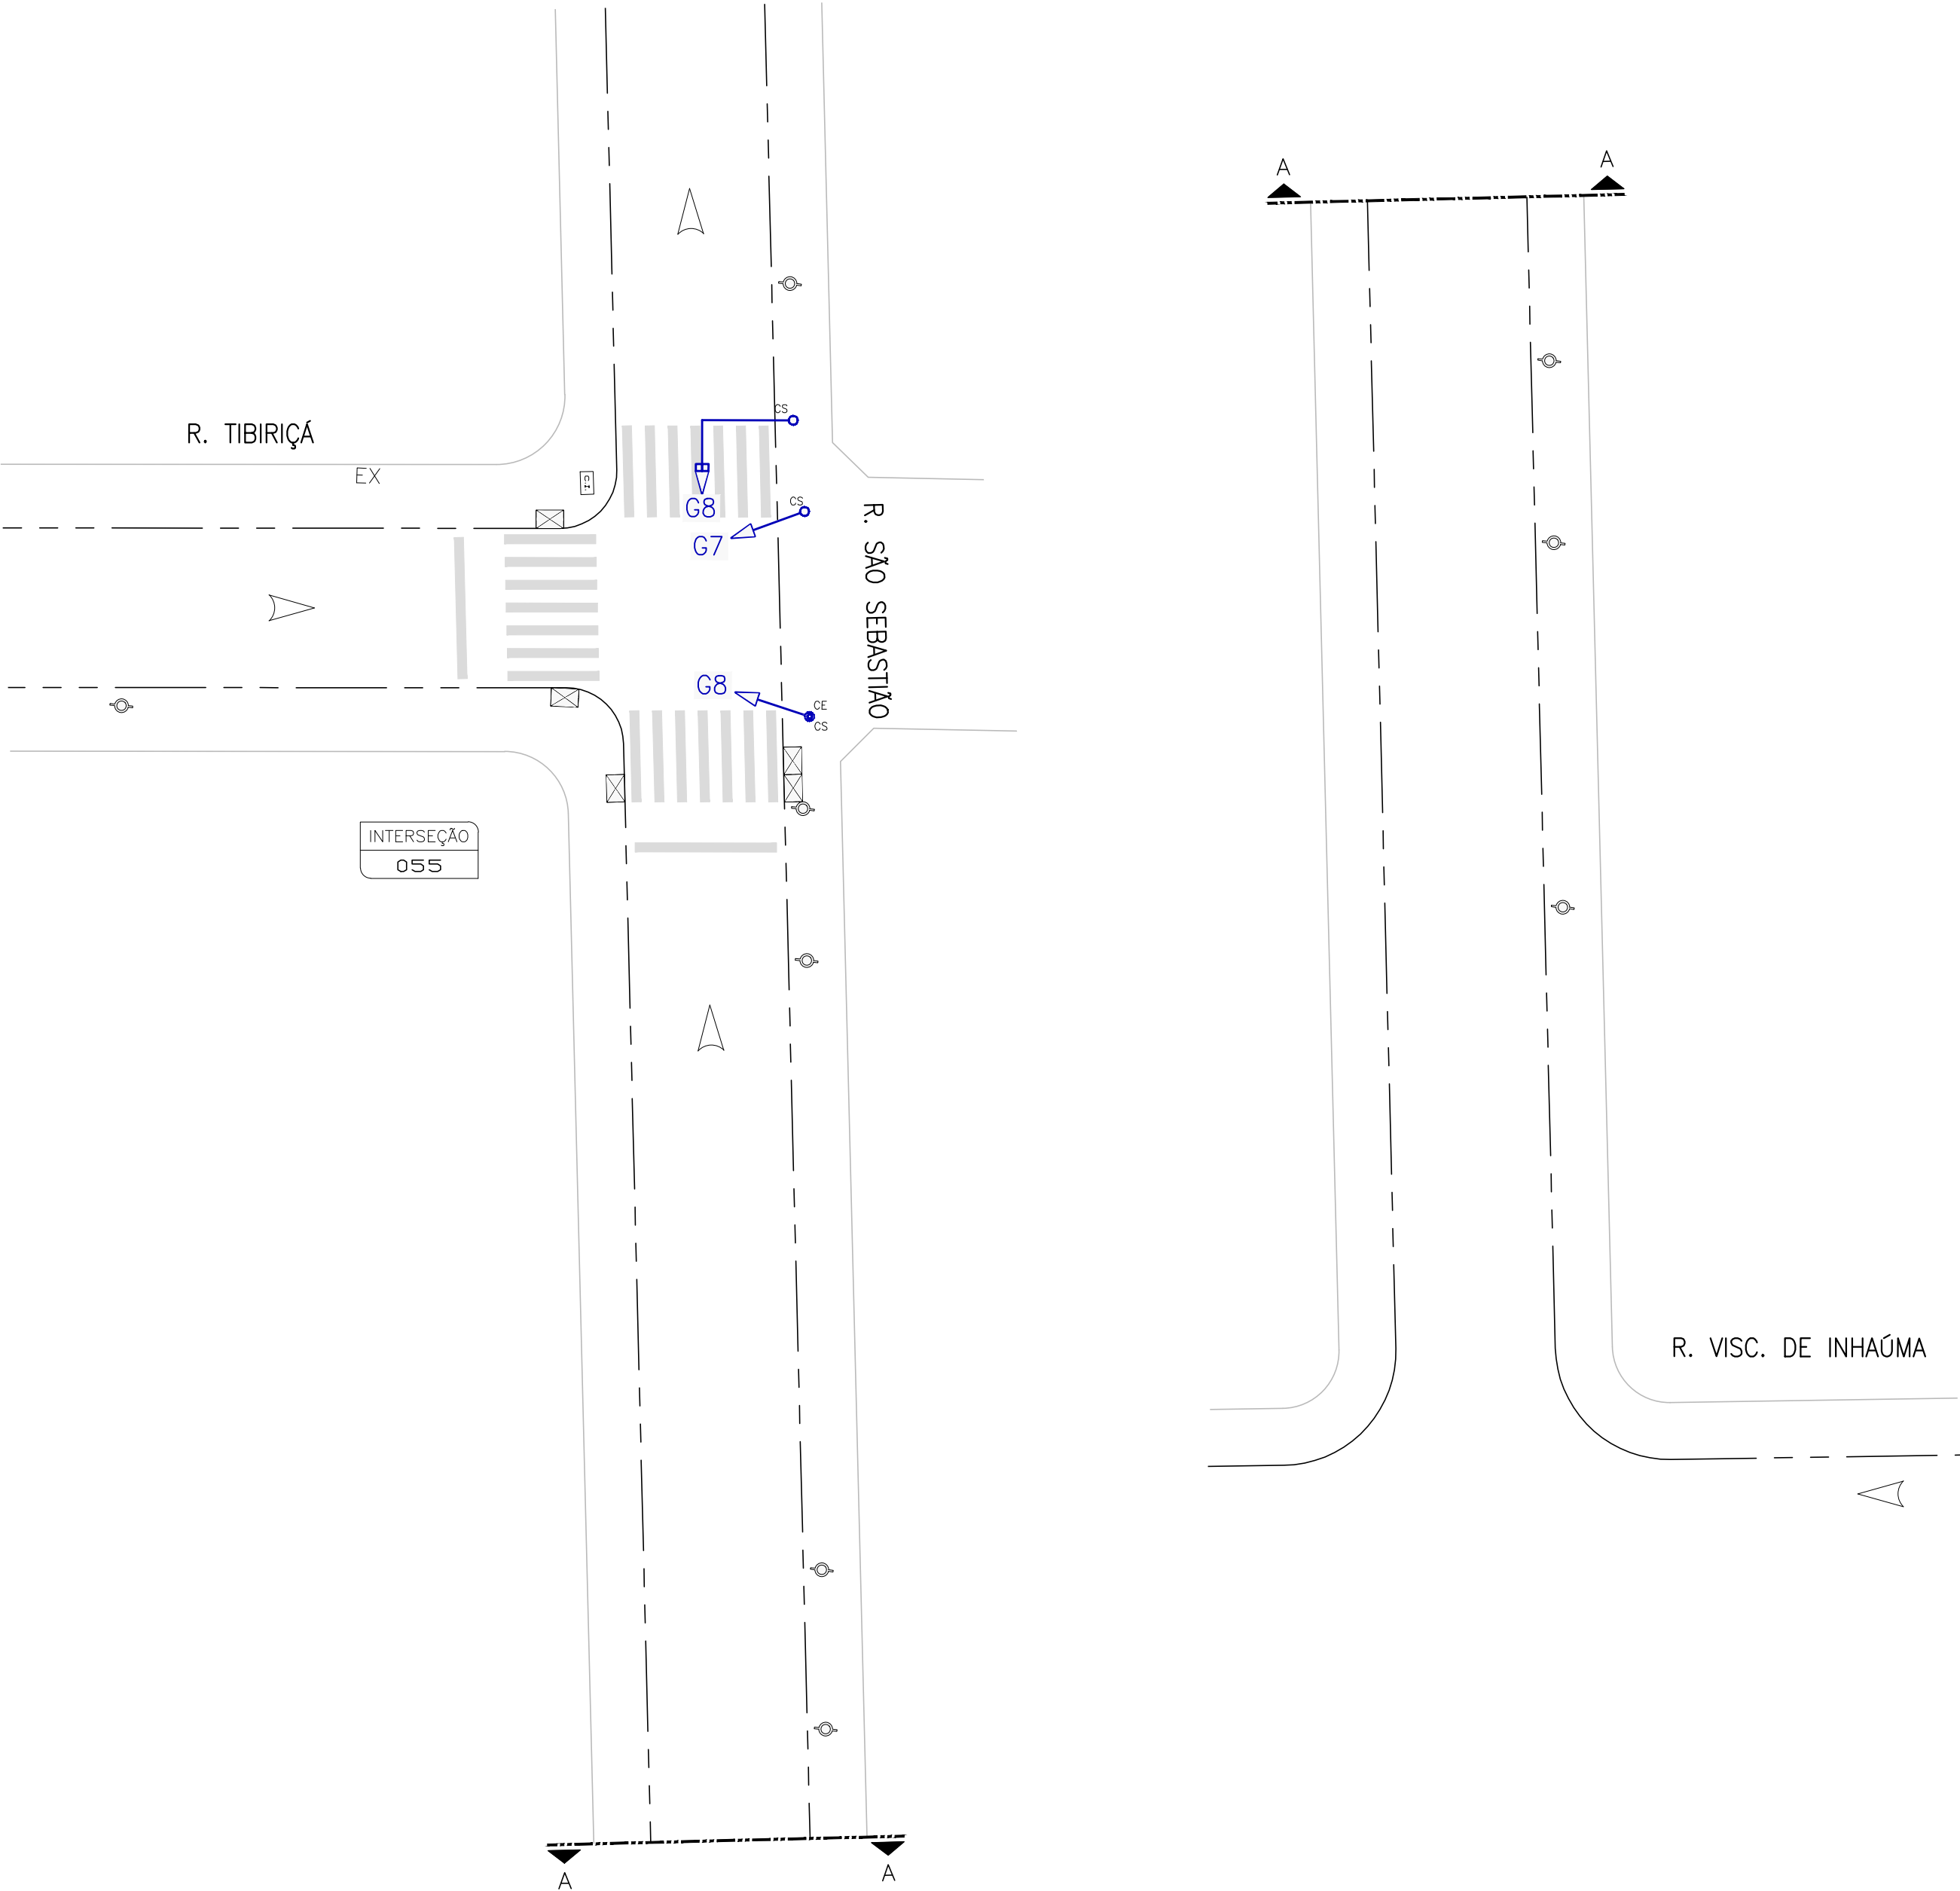 A
A
CS
R. TIBIRIÇÁ
EX
C.I.
CS
G8
G7
R. SÃO SEBASTIÃO
G8
CE
CS
INTERSEÇÃO
055
R. VISC. DE INHAÚMA
A
A